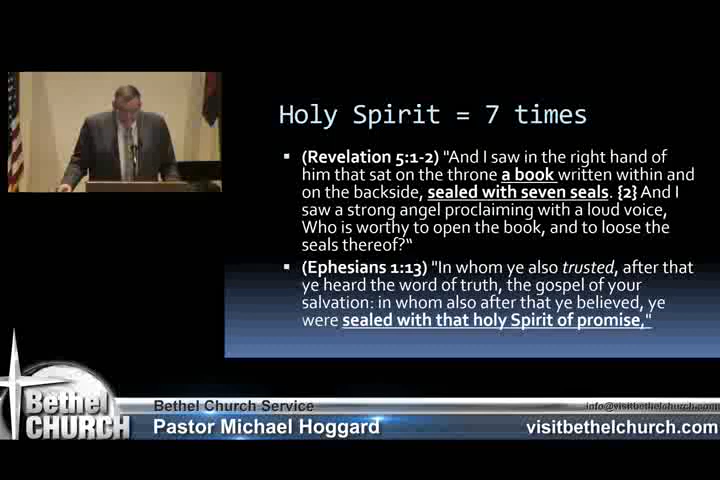 Holy Spirit = 7 times
(Revelation 5:1-2) "And I saw in the right hand of
him that sat on the throne a book written within and
on the backside, sealed with seven seals. {2} And I
saw a strong angel proclaiming with a loud voice,
Who is worthy to open the book, and to loose the
seals thereof?"
(Ephesians 1:13) "In whom ye also trusted, after that
ye heard the word of truth, the gospel of your
salvation: in whom also after that ye believed, ye
were sealed with that holy Spirit of promise,"
Bethel
CHURCH
Bethel Church Service
info@visitbethelchurch.com
Pastor Michael Hoggard
visitbethelchurch.com